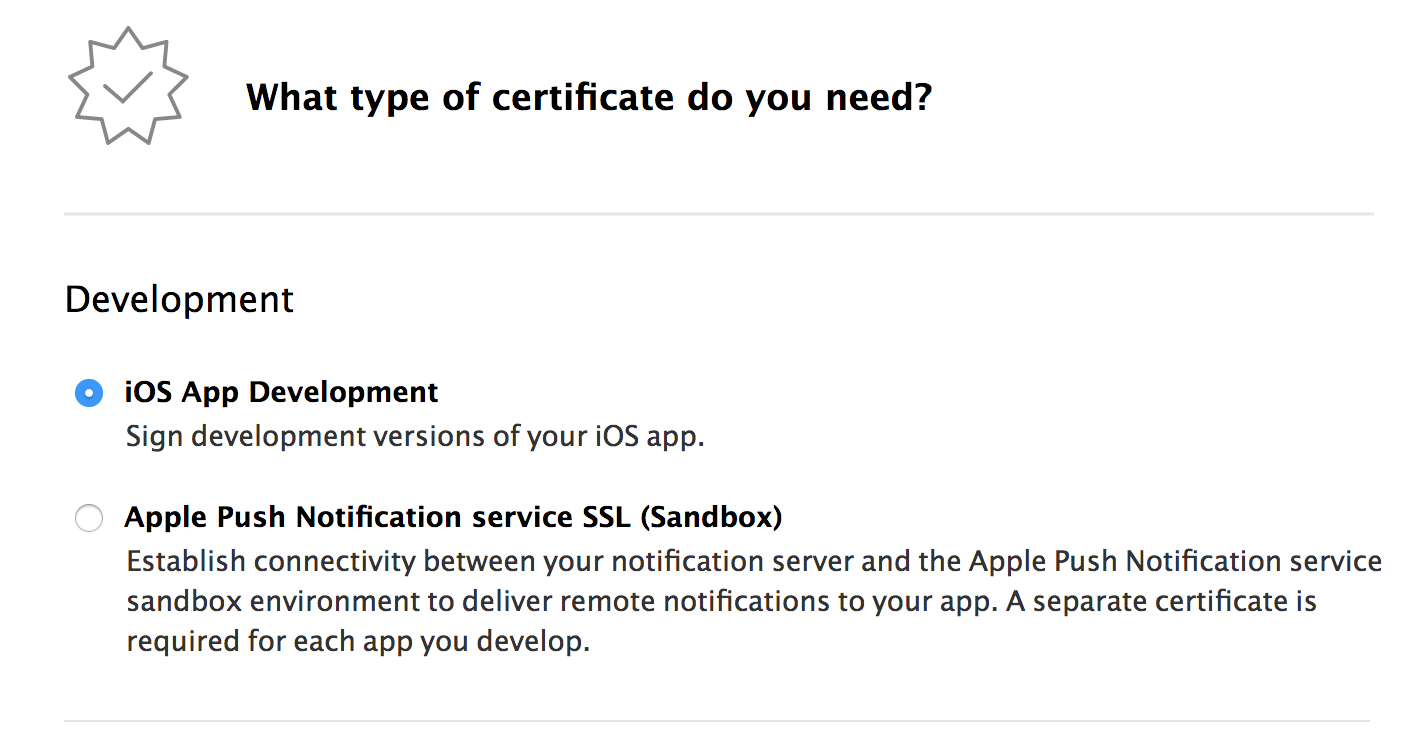 What type of certificate do you need?
Development
iOS App Development
Sign development versions of your iOS app.
Apple Push Notification service SSL (Sandbox)
Establish connectivity between your notification server and the Apple Push Notification service
sandbox environment to deliver remote notifications to your app. A separate certificate is
required for each app you develop.